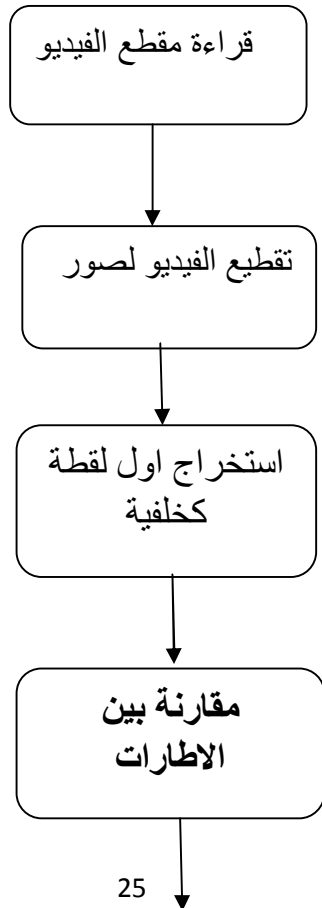 قراءة مقطع الفيديو
تقطيع الفيديو لصور
استخراج اول لقطة
كخلفية
مقارنة بين
الاطارات
25